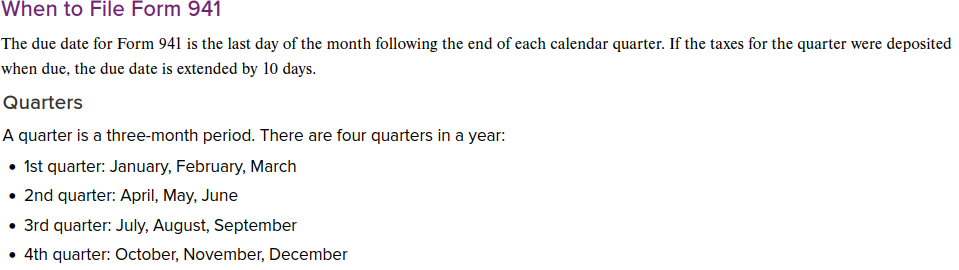 When to File Form 941
The due date for Form 941 is the last day of the month following the end of each calendar quarter. If the taxes for the quarter were deposited
when due, the due date is extended by 10 days.
Quarters
A quarter is a three-month period. There are four quarters in a year:
• 1st quarter: January, February, March
• 2nd quarter: April, May, June
• 3rd quarter: July, August, September
• 4th quarter: October, November, December